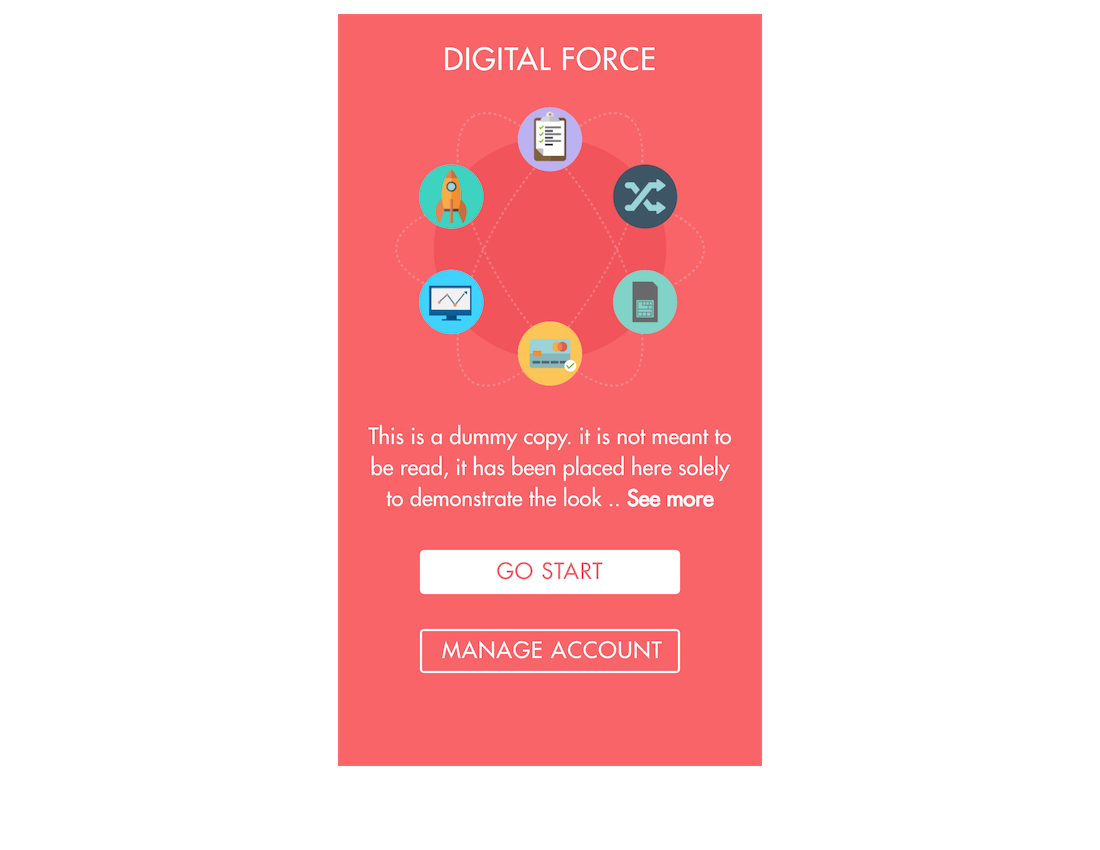 DIGITAL FORCE
This is a dummy copy. it is not meant to
be read, it has been placed here solely
to demonstrate the look .. See more
GO START
MANAGE ACCOUNT